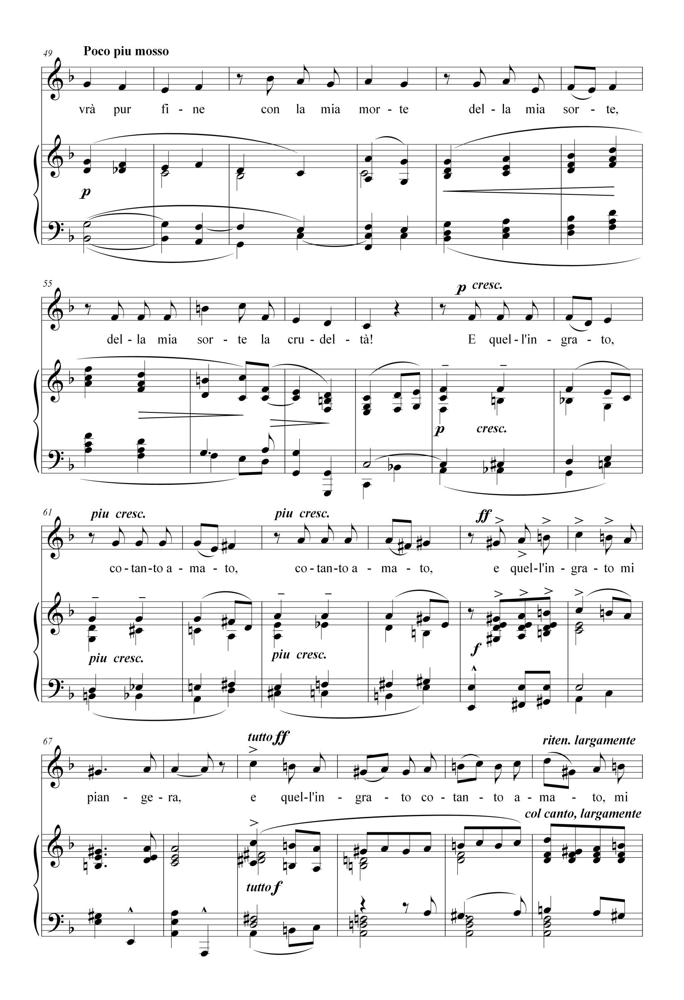 49 Poco piu mosso
vrà pur fi - ne con la mia mor - te del - la mia sor - te,
p
55 p cresc.
del - la mia sor - te la cru - del - tà! E quel - l'in - gra - to,
p cresc.
61 piu cresc. piu cresc. ff
co - tan - to a - ma - to, co - tan - to a - ma - to, e quel - l'in - gra - to mi
piu cresc. piu cresc. f
67 tutto ff riten. largamente
pian - ge - ra, e quel - l'in - gra - to co - tan - to a - ma - to, mi
col canto, largamente
tutto f